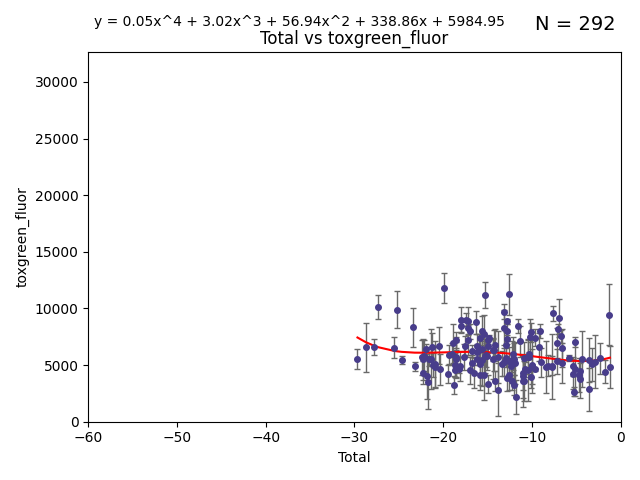 y = 0.05x^4 + 3.02x^3 + 56.94x^2 + 338.86x + 5984.95
N = 292
Total vs toxgreen_fluor
30000
25000
20000
15000
10000
5000
0
toxgreen_fluor
−60
−50
−40
−30
−20
−10
0
Total